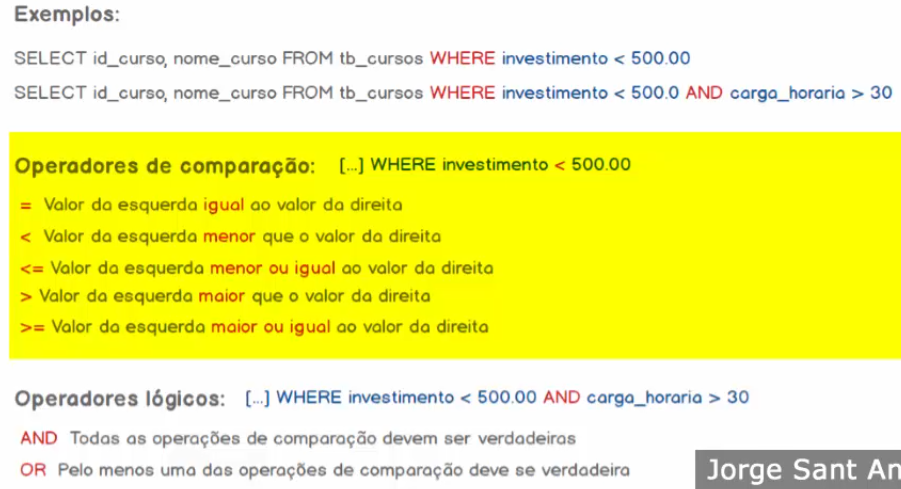 Exemplos:
SELECT id_curso, nome_curso FROM tb_cursos WHERE investimento < 500.00
SELECT id_curso, nome_curso FROM tb_cursos WHERE investimento < 500.0 AND carga_horaria > 30
Operadores de comparação: [...] WHERE investimento < 500.00
= Valor da esquerda igual ao valor da direita
< Valor da esquerda menor que o valor da direita
<= Valor da esquerda menor ou igual ao valor da direita
> Valor da esquerda maior que o valor da direita
>= Valor da esquerda maior ou igual ao valor da direita
Operadores lógicos: [...] WHERE investimento < 500.00 AND carga_horaria > 30
AND Todas as operações de comparação devem ser verdadeiras
OR Pelo menos uma das operações de comparação deve se verdadeira
Jorge Sant An